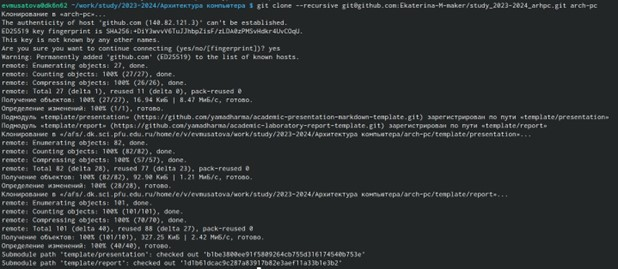 evmusatova@dk6n62 ~/work/study/2023-2024/Архитектура компьютера $ git clone --recursive git@github.com:Ekaterina-M-maker/study_2023-2024_arhpc.git arch-pc
Клонирование в «arch-pc»...
The authenticity of host 'github.com (140.82.121.3)' can't be established.
ED25519 key fingerprint is SHA256:+DiY3wvvV6TuJJhbpZisF/zLDA0zPMSvHdkr4UvCOqU.
This key is not known by any other names.
Are you sure you want to continue connecting (yes/no/[fingerprint])? yes
Warning: Permanently added 'github.com' (ED25519) to the list of known hosts.
remote: Enumerating objects: 27, done.
remote: Counting objects: 100% (27/27), done.
remote: Compressing objects: 100% (26/26), done.
remote: Total 27 (delta 1), reused 11 (delta 0), pack-reused 0
Получение объектов: 100% (27/27), 16.94 КиБ | 8.47 МиБ/с, готово.
Определение изменений: 100% (1/1), готово.
Подмодуль «template/presentation» (https://github.com/yamadharma/academic-presentation-markdown-template.git) зарегистрирован по пути «template/presentation»
Подмодуль «template/report» (https://github.com/yamadharma/academic-laboratory-report-template.git) зарегистрирован по пути «template/report»
Клонирование в «/afs/.dk.sci.pfu.edu.ru/home/e/v/evmusatova/work/study/2023-2024/Архитектура компьютера/arch-pc/template/presentation»...
remote: Enumerating objects: 82, done.
remote: Counting objects: 100% (82/82), done.
remote: Compressing objects: 100% (57/57), done.
remote: Total 82 (delta 28), reused 77 (delta 23), pack-reused 0
Получение объектов: 100% (82/82), 92.90 КиБ | 1.21 МиБ/с, готово.
Определение изменений: 100% (28/28), готово.
Клонирование в «/afs/.dk.sci.pfu.edu.ru/home/e/v/evmusatova/work/study/2023-2024/Архитектура компьютера/arch-pc/template/report»...
remote: Enumerating objects: 101, done.
remote: Counting objects: 100% (101/101), done.
remote: Compressing objects: 100% (70/70), done.
remote: Total 101 (delta 40), reused 88 (delta 27), pack-reused 0
Получение объектов: 100% (101/101), 327.25 КиБ | 2.42 МиБ/с, готово.
Определение изменений: 100% (40/40), готово.
Submodule path 'template/presentation': checked out 'b1be3800ee91f5809264cb755d316174540b753e'
Submodule path 'template/report': checked out '1d1b61dcac9c287a83917b82e3aef11a33b1e3b2'